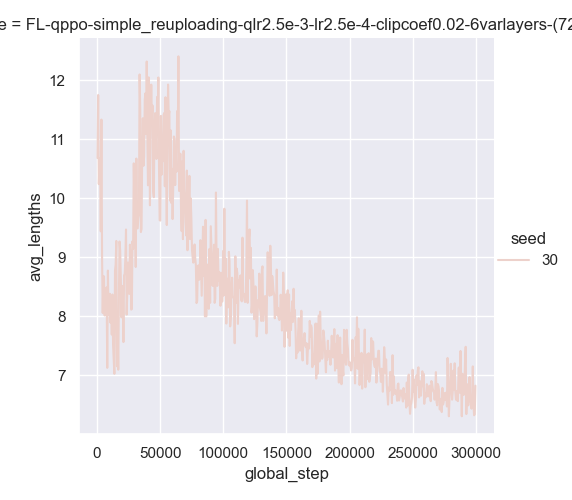 e = FL-qppo-simple_reuploading-qlr2.5e-3-lr2.5e-4-clipcoef0.02-6varlayers-(72
12
11
10
9
8
7
avg_lengths
0 50000 100000 150000 200000 250000 300000
global_step
seed
30